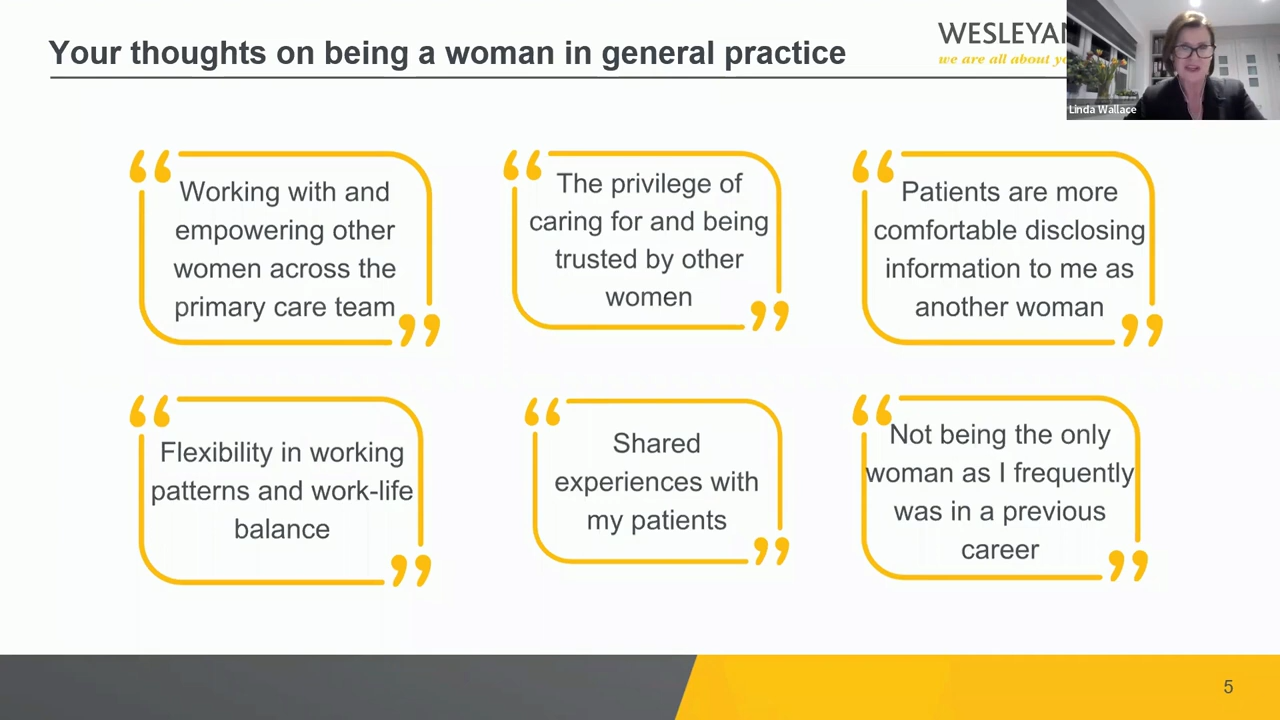 Your thoughts on being a woman in general practice
WESLEYAN
we are all about yo
Linda Wallace
Working with and
empowering other
women across the
primary care team
The privilege of
caring for and being
trusted by other
women
Patients are more
comfortable disclosing
information to me as
another woman
Flexibility in working
patterns and work-life
balance
Shared
experiences with
my patients
Not being the only
woman as I frequently
was in a previous
career
5